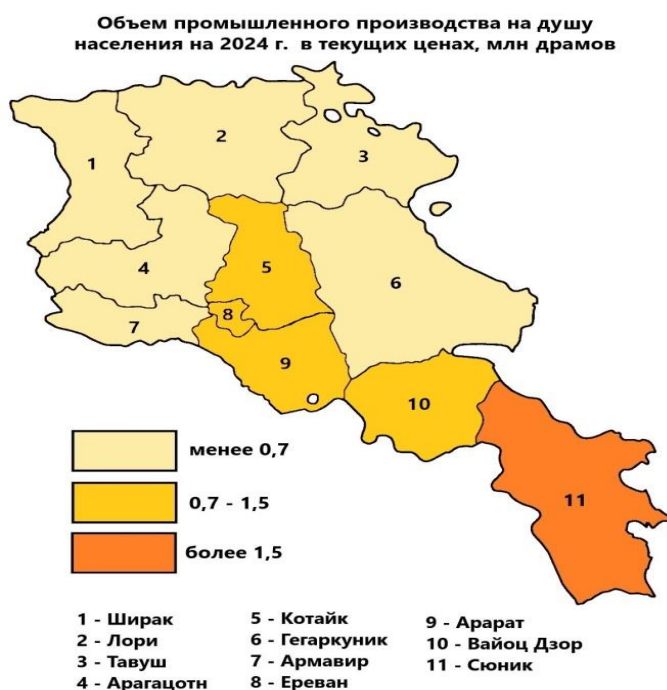 Объем промышленного производства на душу
населения на 2024 г. в текущих ценах, млн драмов
1
2
3
4
5
6
7
8
9
10
11
менее 0,7
0,7 - 1,5
более 1,5
1 - Ширак
2 - Лори
3 - Тавуш
4 - Арагацотн
5 - Котайк
6 - Гегаркуник
7 - Армавир
8 - Ереван
9 - Арарат
10 - Вайоц Дзор
11 - Сюник